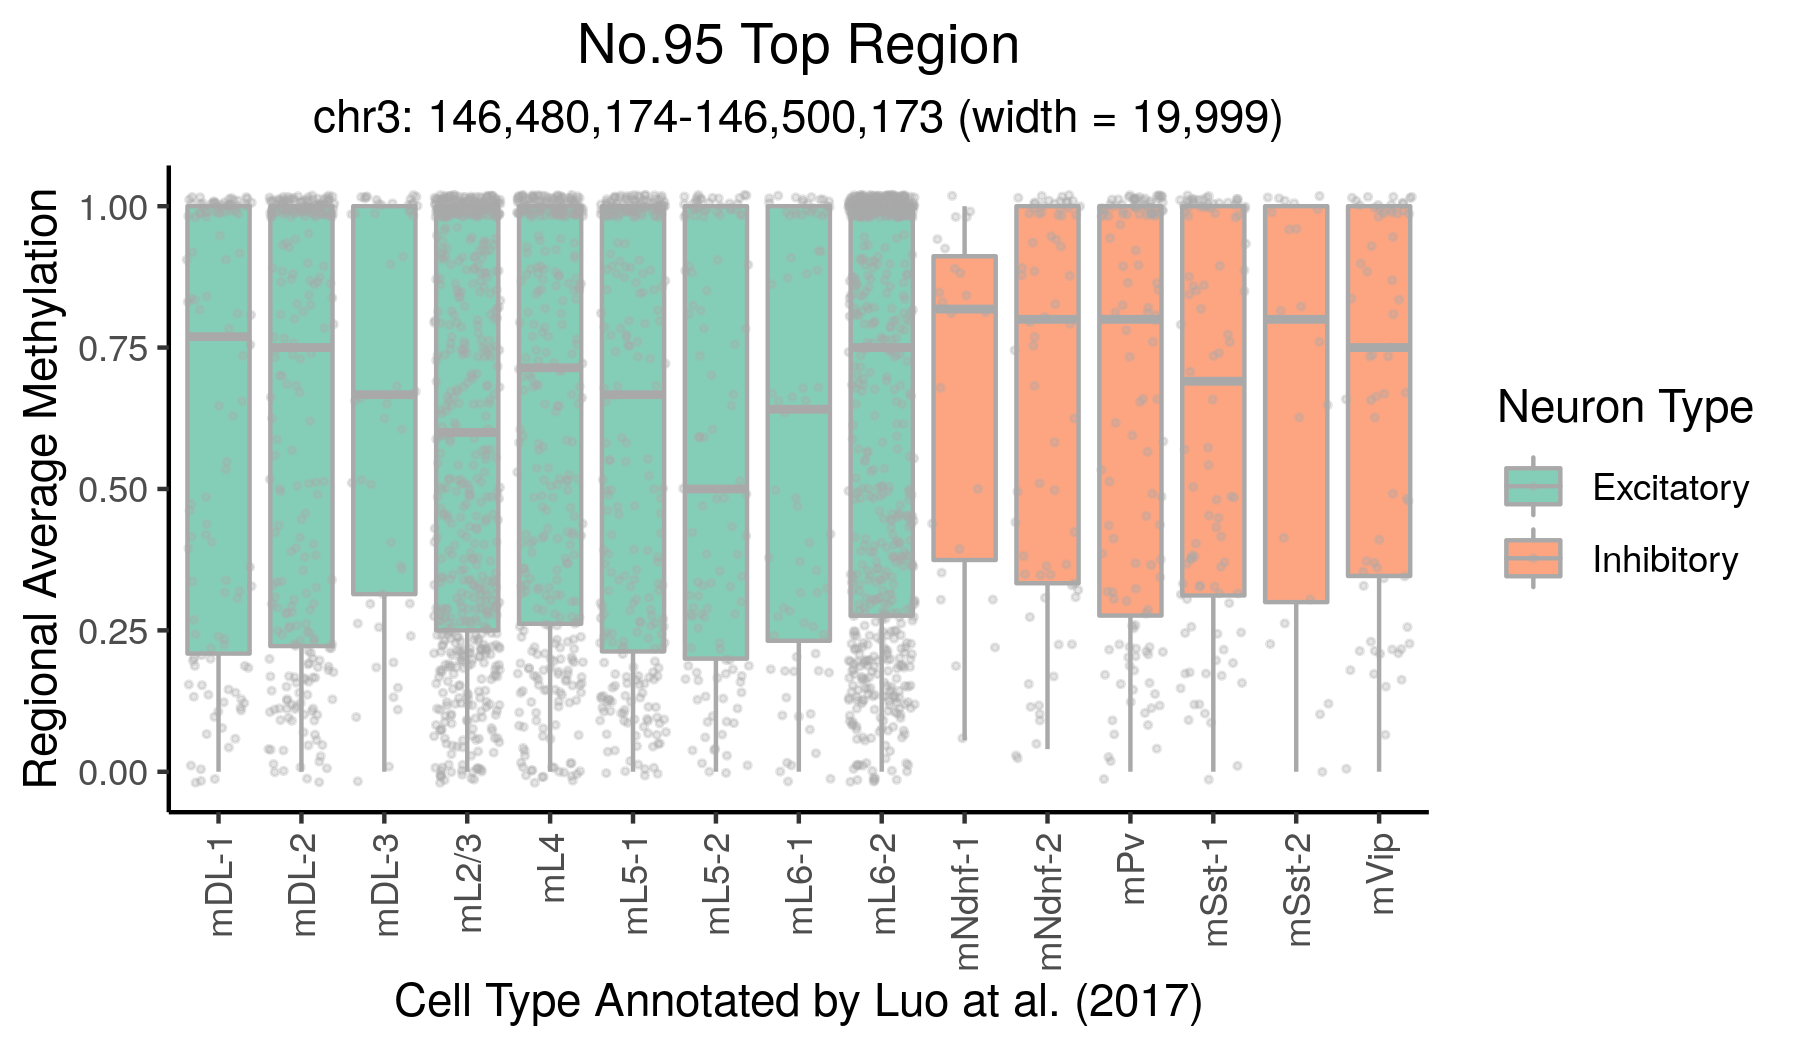 No.95 Top Region
chr3: 146,480,174-146,500,173 (width = 19,999)
Regional Average Methylation
1.00
0.75
0.50
0.25
0.00
mDL-1
mDL-2
mDL-3
mL2/3
mL4
mL5-1
mL5-2
mL6-1
mL6-2
mNdnf-1
mNdnf-2
mPv
mSst-1
mSst-2
mVip
Cell Type Annotated by Luo at al. (2017)
Neuron Type
Excitatory
Inhibitory